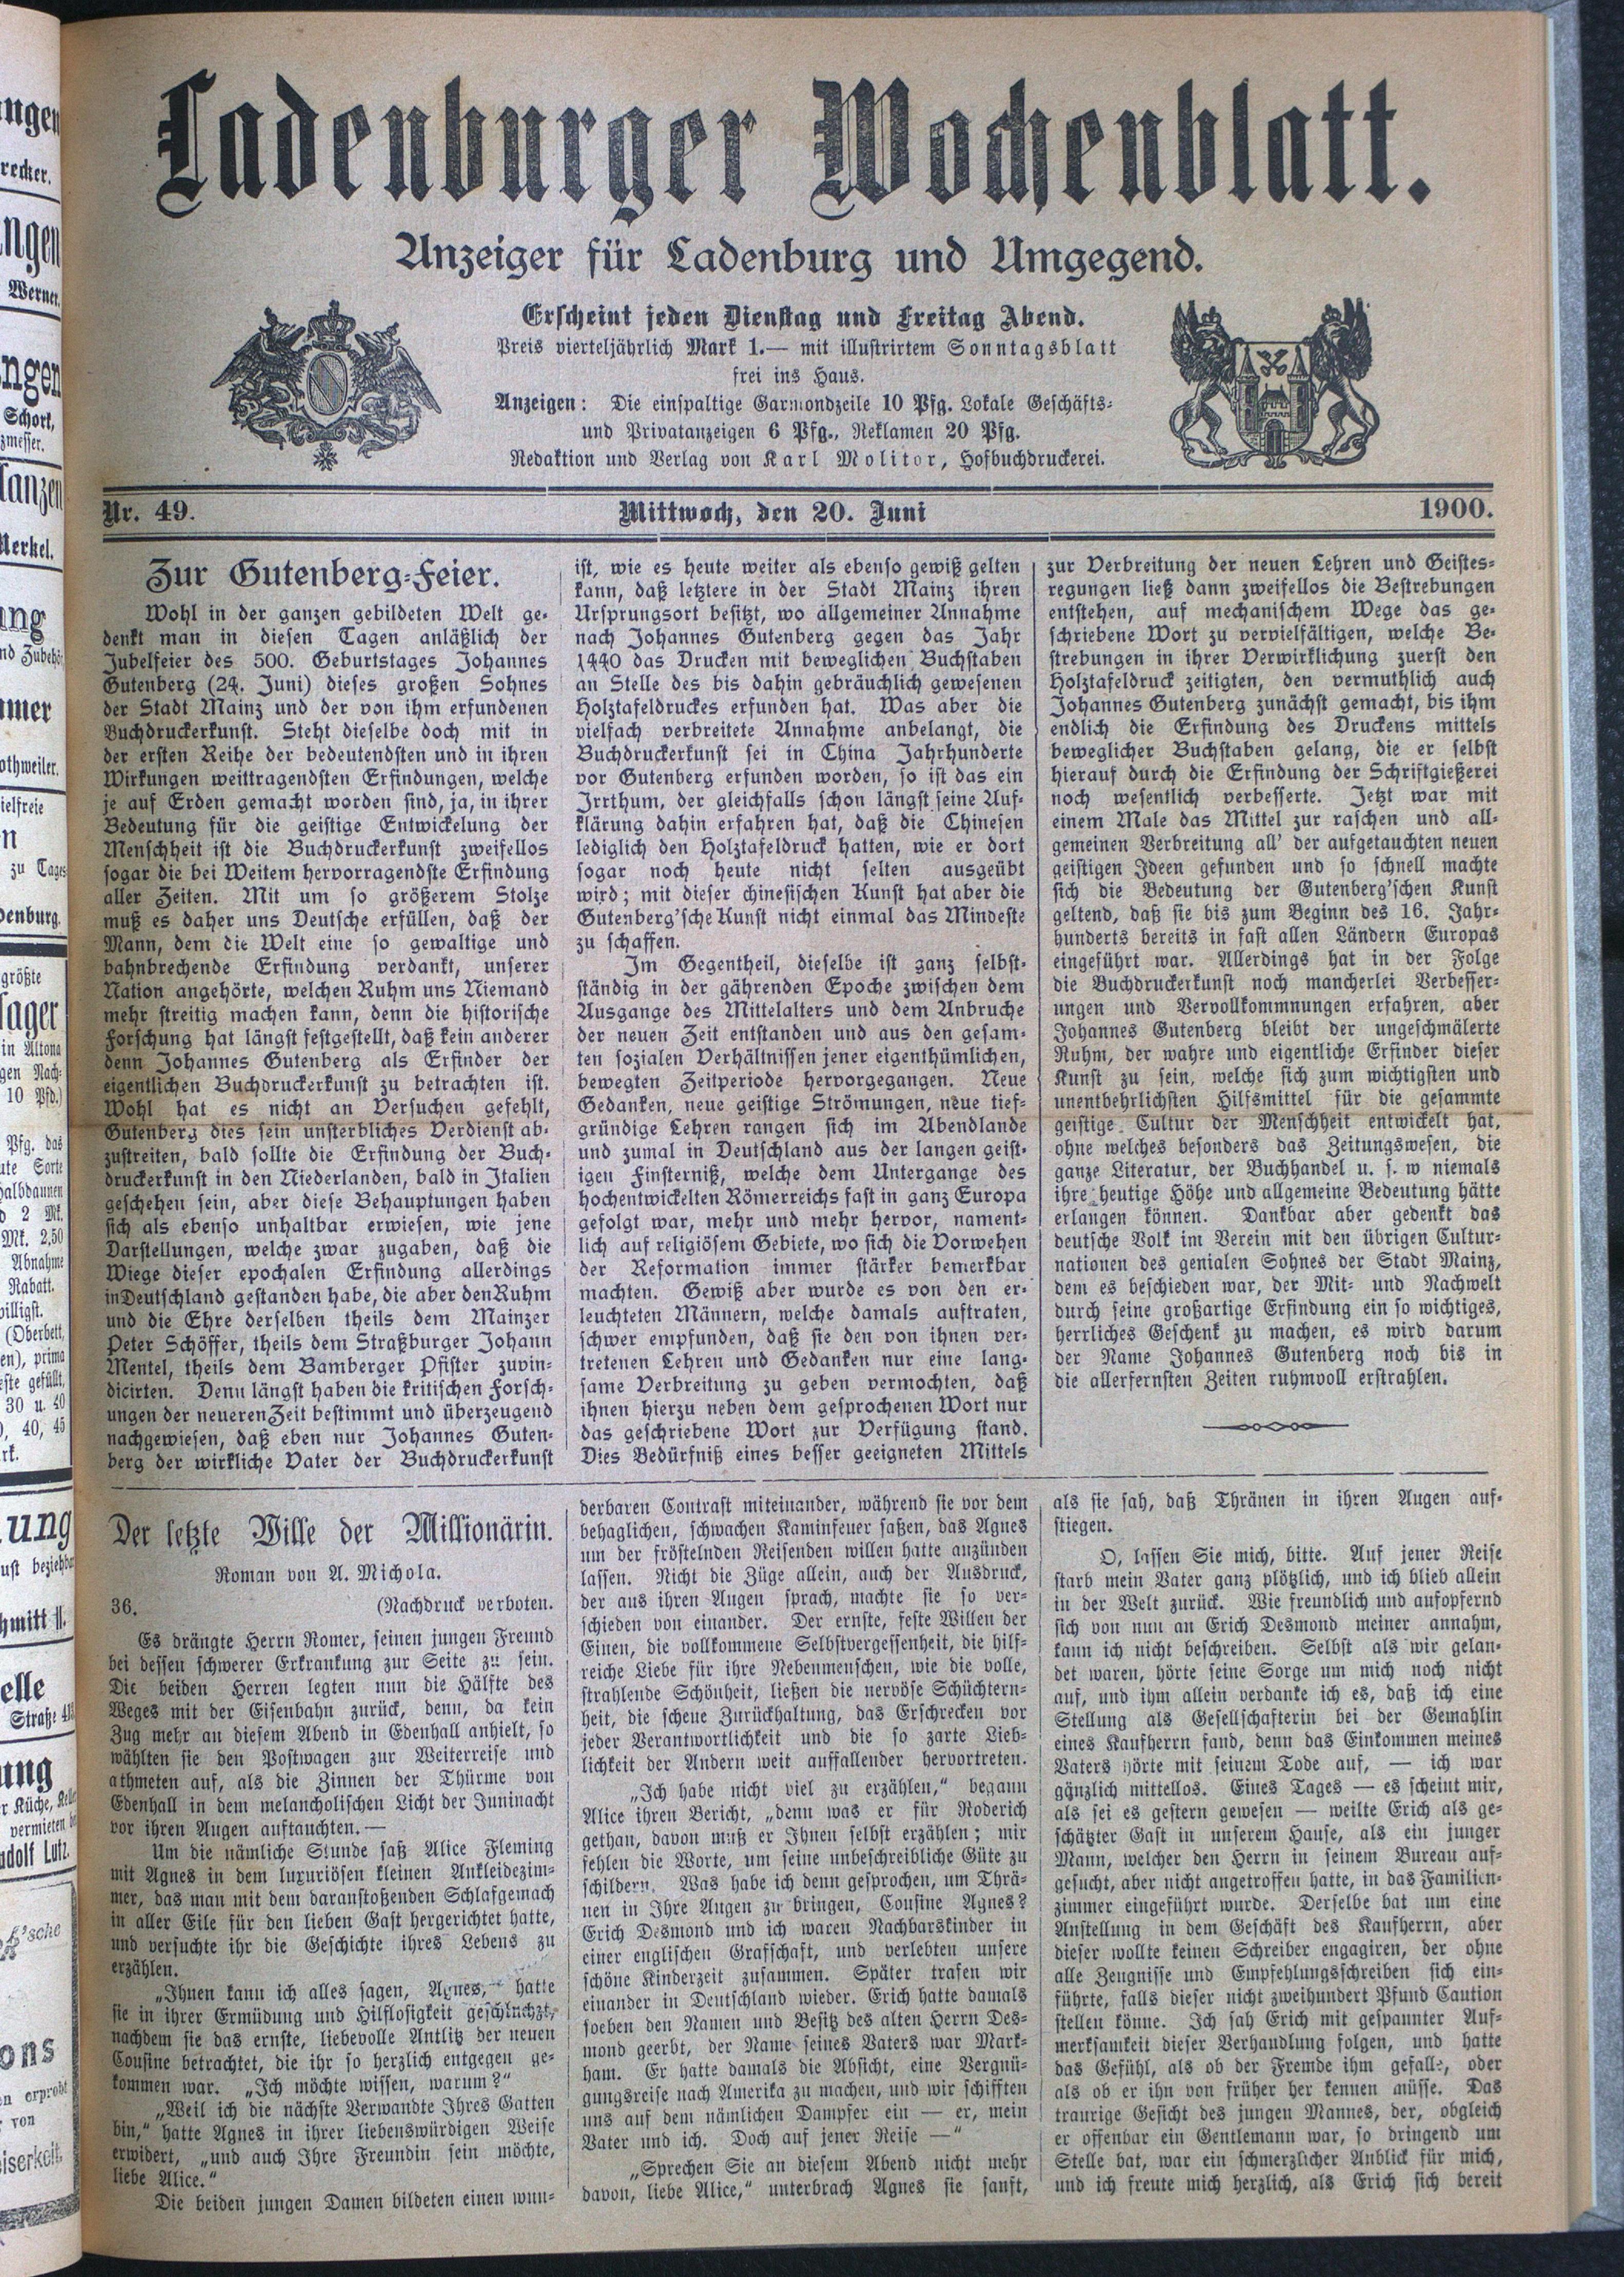 Ladenburger Wochenblatt.
Anzeiger für Ladenburg und Umgegend.
Erscheint jeden Dienstag und Freitag Abend.
Preis vierteljährlich Mark 1.— mit illustrirtem Sonntagsblatt
frei ins Haus.
Anzeigen: Die einspaltige Garmondzeile 10 Pfg. Lokale Geschäfts-
und Privatanzeigen 6 Pfg., Reklamen 20 Pfg.
Redaktion und Verlag von Karl Molitor, Hofbuchdruckerei.
Nr. 49. Mittwoch, den 20. Juni 1900.
Zur Gutenberg-Feier.
Wohl in der ganzen gebildeten Welt ge-
denkt man in diesen Tagen anläßlich der
Jubelfeier des 500. Geburtstages Johannes
Gutenberg (24. Juni) dieses großen Sohnes
der Stadt Mainz und der von ihm erfundenen
Buchdruckerkunst. Steht dieselbe doch mit in
der ersten Reihe der bedeutendsten und in ihren
Wirkungen weittragendsten Erfindungen, welche
je auf Erden gemacht worden sind, ja, in ihrer
Bedeutung für die geistige Entwickelung der
Menschheit ist die Buchdruckerkunst zweifellos
sogar die bei Weitem hervorragendste Erfindung
aller Zeiten. Mit um so größerem Stolze
muß es daher uns Deutsche erfüllen, daß der
Mann, dem die Welt eine so gewaltige und
bahnbrechende Erfindung verdankt, unserer
Nation angehörte, welchen Ruhm uns Niemand
mehr streitig machen kann, denn die historische
Forschung hat längst festgestellt, daß kein anderer
denn Johannes Gutenberg als Erfinder der
eigentlichen Buchdruckerkunst zu betrachten ist.
Wohl hat es nicht an Versuchen gefehlt,
Gutenberg dies sein unsterbliches Verdienst ab-
zustreiten, bald sollte die Erfindung der Buch-
druckerkunst in den Niederlanden, bald in Italien
geschehen sein, aber diese Behauptungen haben
sich als ebenso unhaltbar erwiesen, wie jene
Darstellungen, welche zwar zugaben, daß die
Wiege dieser epochalen Erfindung allerdings
in Deutschland gestanden habe, die aber den Ruhm
und die Ehre derselben theils dem Mainzer
Peter Schöffer, theils dem Straßburger Johann
Mentel, theils dem Bamberger Pfister zuvin-
dicirten. Denn längst haben die kritischen Forsch-
ungen der neueren Zeit bestimmt und überzeugend
nachgewiesen, daß eben nur Johannes Guten-
berg der wirkliche Vater der Buchdruckerkunst
ist, wie es heute weiter als ebenso gewiß gelten
kann, daß letztere in der Stadt Mainz ihren
Ursprungsort besitzt, wo allgemeiner Annahme
nach Johannes Gutenberg gegen das Jahr
1440 das Drucken mit beweglichen Buchstaben
an Stelle des bis dahin gebräuchlich gewesenen
Holztafeldruckes erfunden hat. Was aber die
vielfach verbreitete Annahme anbelangt, die
Buchdruckerkunst sei in China Jahrhunderte
vor Gutenberg erfunden worden, so ist das ein
Irrthum, der gleichfalls schon längst seine Auf-
klärung dahin erfahren hat, daß die Chinesen
lediglich den Holztafeldruck hatten, wie er dort
sogar noch heute nicht selten ausgeübt
wird; mit dieser chinesischen Kunst hat aber die
Gutenberg'sche Kunst nicht einmal das Mindeste
zu schaffen.
Im Gegentheil, dieselbe ist ganz selbst-
ständig in der gährenden Epoche zwischen dem
Ausgange des Mittelalters und dem Anbruche
der neuen Zeit entstanden und aus den gesam-
ten sozialen Verhältnissen jener eigenthümlichen,
bewegten Zeitperiode hervorgegangen. Neue
Gedanken, neue geistige Strömungen, neue tief-
gründige Lehren rangen sich im Abendlande
und zumal in Deutschland aus der langen geist-
igen Finsterniß, welche dem Untergange des
hochentwickelten Römerreichs fast in ganz Europa
gefolgt war, mehr und mehr hervor, nament-
lich auf religiösem Gebiete, wo sich die Vorwehen
der Reformation immer stärker bemerkbar
machten. Gewiß aber wurde es von den er-
leuchteten Männern, welche damals auftraten,
schwer empfunden, daß sie den von ihnen ver-
tretenen Lehren und Gedanken nur eine lang-
same Verbreitung zu geben vermochten, daß
ihnen hierzu neben dem gesprochenen Wort nur
das geschriebene Wort zur Verfügung stand.
Dies Bedürfniß eines besser geeigneten Mittels
zur Verbreitung der neuen Lehren und Geistes-
regungen ließ dann zweifellos die Bestrebungen
entstehen, auf mechanischem Wege das ge-
schriebene Wort zu vervielfältigen, welche Be-
strebungen in ihrer Verwirklichung zuerst den
Holztafeldruck zeitigten, den vermuthlich auch
Johannes Gutenberg zunächst gemacht, bis ihm
endlich die Erfindung des Druckens mittels
beweglicher Buchstaben gelang, die er selbst
hierauf durch die Erfindung der Schriftgießerei
noch wesentlich verbesserte. Jetzt war mit
einem Male das Mittel zur raschen und all-
gemeinen Verbreitung all' der aufgetauchten neuen
geistigen Ideen gefunden und so schnell machte
sich die Bedeutung der Gutenberg'schen Kunst
geltend, daß sie bis zum Beginn des 16. Jahr-
hunderts bereits in fast allen Ländern Europas
eingeführt war. Allerdings hat in der Folge
die Buchdruckerkunst noch mancherlei Verbesser-
ungen und Vervollkommnungen erfahren, aber
Johannes Gutenberg bleibt der ungeschmälerte
Ruhm, der wahre und eigentliche Erfinder dieser
Kunst zu sein, welche sich zum wichtigsten und
unentbehrlichsten Hilfsmittel für die gesammte
geistige Cultur der Menschheit entwickelt hat,
ohne welches besonders das Zeitungswesen, die
ganze Literatur, der Buchhandel u. s. w niemals
ihre heutige Höhe und allgemeine Bedeutung hätte
erlangen können. Dankbar aber gedenkt das
deutsche Volk im Verein mit den übrigen Cultur-
nationen des genialen Sohnes der Stadt Mainz,
dem es beschieden war, der Mit- und Nachwelt
durch seine großartige Erfindung ein so wichtiges,
herrliches Geschenk zu machen, es wird darum
der Name Johannes Gutenberg noch bis in
die allerfernsten Zeiten ruhmvoll erstrahlen.
Der letzte Wille der Millionärin.
Roman von A. Michola.
36. (Nachdruck verboten.
Es drängte Herrn Romer, seinen jungen Freund
bei dessen schwerer Erkrankung zur Seite zu sein.
Die beiden Herren legten nun die Hälfte des
Weges mit der Eisenbahn zurück, denn, da kein
Zug mehr an diesem Abend in Edenhall anhielt, so
wählten sie den Postwagen zur Weiterreise und
athmeten auf, als die Zinnen der Thürme von
Edenhall in dem melancholischen Licht der Juninacht
vor ihren Augen auftauchten. —
Um die nämliche Stunde saß Alice Fleming
mit Agnes in dem luxuriösen kleinen Ankleidezim-
mer, das man mit dem daranstoßenden Schlafgemach
in aller Eile für den lieben Gast hergerichtet hatte,
und versuchte ihr die Geschichte ihres Lebens zu
erzählen.
„Ihnen kann ich alles sagen, Agnes," hatte
sie in ihrer Ermüdung und Hilflosigkeit geschluchzt,
nachdem sie das ernste, liebevolle Antlitz der neuen
Cousine betrachtet, die ihr so herzlich entgegen ge-
kommen war. „Ich möchte wissen, warum?"
„Weil ich die nächste Verwandte Ihres Gatten
bin," hatte Agnes in ihrer liebenswürdigen Weise
erwidert, „und auch Ihre Freundin sein möchte,
liebe Alice."
Die beiden jungen Damen bildeten einen wun-
derbaren Contrast miteinander, während sie vor dem
behaglichen, schwachen Kaminfeuer saßen, das Agnes
um der fröstelnden Reisenden willen hatte anzünden
lassen. Nicht die Züge allein, auch der Ausdruck,
der aus ihren Augen sprach, machte sie so ver-
schieden von einander. Der ernste, feste Willen der
Einen, die vollkommene Selbstvergessenheit, die hilf-
reiche Liebe für ihre Nebenmenschen, wie die volle,
strahlende Schönheit, ließen die nervöse Schüchtern-
heit, die scheue Zurückhaltung, das Erschrecken vor
jeder Verantwortlichkeit und die so zarte Lieb-
lichkeit der Andern weit auffallender hervortreten.
„Ich habe nicht viel zu erzählen," begann
Alice ihren Bericht, „denn was er für Roderich
gethan, davon muß er Ihnen selbst erzählen; mir
fehlen die Worte, um seine unbeschreibliche Güte zu
schildern. Was habe ich denn gesprochen, um Thrä-
nen in Ihre Augen zu bringen, Cousine Agnes?
Erich Desmond und ich waren Nachbarskinder in
einer englischen Grafschaft, und verlebten unsere
schöne Kinderzeit zusammen. Später trafen wir
einander in Deutschland wieder. Erich hatte damals
soeben den Namen und Besitz des alten Herrn Des-
mond geerbt, der Name seines Vaters war Mark-
ham. Er hatte damals die Absicht, eine Vergnü-
gungsreise nach Amerika zu machen, und wir schifften
uns auf dem nämlichen Dampfer ein — er, mein
Vater und ich. Doch auf jener Reise —"
„Sprechen Sie an diesem Abend nicht mehr
davon, liebe Alice," unterbrach Agnes sie sanft,
als sie sah, daß Thränen in ihren Augen auf-
stiegen.
O, lassen Sie mich, bitte. Auf jener Reise
starb mein Vater ganz plötzlich, und ich blieb allein
in der Welt zurück. Wie freundlich und aufopfernd
sich von nun an Erich Desmond meiner annahm,
kann ich nicht beschreiben. Selbst als wir gelan-
det waren, hörte seine Sorge um mich noch nicht
auf, und ihm allein verdanke ich es, daß ich eine
Stellung als Gesellschafterin bei der Gemahlin
eines Kaufherrn fand, denn das Einkommen meines
Vaters hörte mit seinem Tode auf, — ich war
gänzlich mittellos. Eines Tages — es scheint mir,
als sei es gestern gewesen — weilte Erich als ge-
schätzter Gast in unserem Hause, als ein junger
Mann, welcher den Herrn in seinem Bureau auf-
gesucht, aber nicht angetroffen hatte, in das Familien-
zimmer eingeführt wurde. Derselbe bat um eine
Anstellung in dem Geschäft des Kaufherrn, aber
dieser wollte keinen Schreiber engagiren, der ohne
alle Zeugnisse und Empfehlungsschreiben sich ein-
führte, falls dieser nicht zweihundert Pfund Caution
stellen könne. Ich sah Erich mit gespannter Auf-
merksamkeit dieser Verhandlung folgen, und hatte
das Gefühl, als ob der Fremde ihm gefalle, oder
als ob er ihn von früher her kennen müsse. Das
traurige Gesicht des jungen Mannes, der, obgleich
er offenbar ein Gentlemann war, so dringend um
Stelle bat, war ein schmerzlicher Anblick für mich,
und ich freute mich herzlich, als Erich sich bereit